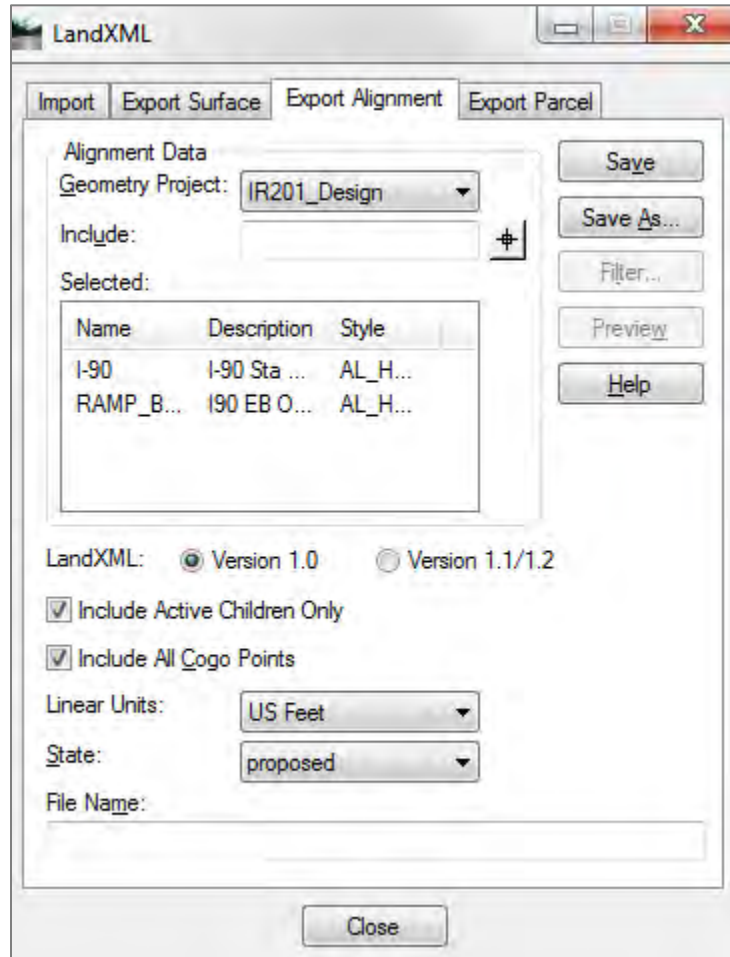 LandXML
Import Export Surface Export Alignment Export Parcel
Alignment Data
Geometry Project: IR201_Design
Include:
Selected:
Name Description Style
I-90 I-90 Sta ... AL_H...
RAMP_B... I90 EB O... AL_H...
Save
Save As...
Filter...
Preview
Help
LandXML: Version 1.0 Version 1.1/1.2
Include Active Children Only
Include All Cogo Points
Linear Units: US Feet
State: proposed
File Name:
Close